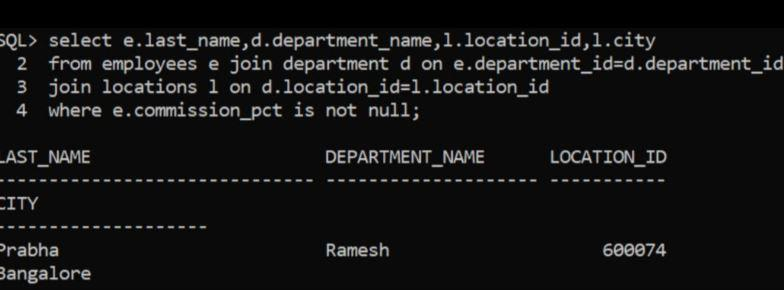 SQL> select e.last_name,d.department_name,l.location_id,l.city
2 from employees e join department d on e.department_id=d.department_id
3 join locations l on d.location_id=l.location_id
4 where e.commission_pct is not null;
LAST_NAME DEPARTMENT_NAME LOCATION_ID
------------------------------ -------------------- -----------
CITY
--------------------
Prabha Ramesh 600074
Bangalore